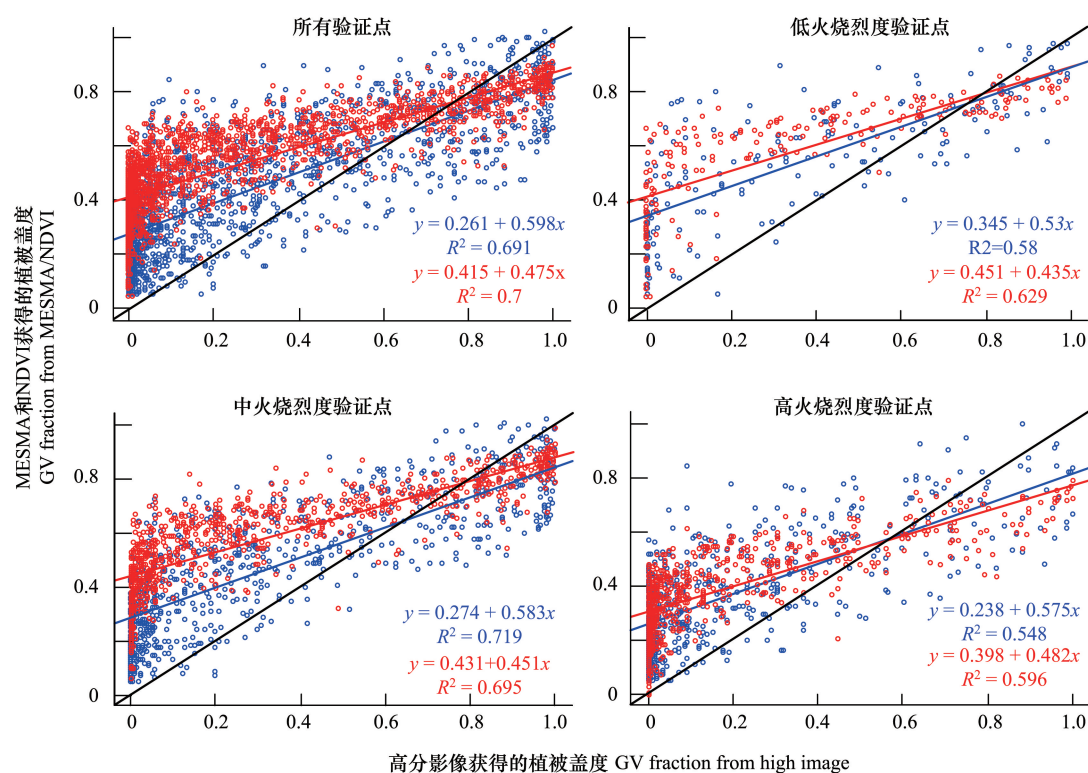 MESMA和NDVI获得的植被盖度
GV fraction from MESMA/NDVI
所有验证点
0.8
0.4
0
y = 0.261 + 0.598x
R² = 0.691
y = 0.415 + 0.475x
R² = 0.7
0 0.2 0.4 0.6 0.8 1.0
低火烧烈度验证点
0.8
0.4
0
y = 0.345 + 0.53x
R2=0.58
y = 0.451 + 0.435x
R² = 0.629
0 0.2 0.4 0.6 0.8 1.0
中火烧烈度验证点
0.8
0.4
0
y = 0.274 + 0.583x
R² = 0.719
y = 0.431+0.451x
R² = 0.695
0 0.2 0.4 0.6 0.8 1.0
高火烧烈度验证点
0.8
0.4
0
y = 0.238 + 0.575x
R² = 0.548
y = 0.398 + 0.482x
R² = 0.596
0 0.2 0.4 0.6 0.8 1.0
高分影像获得的植被盖度 GV fraction from high image